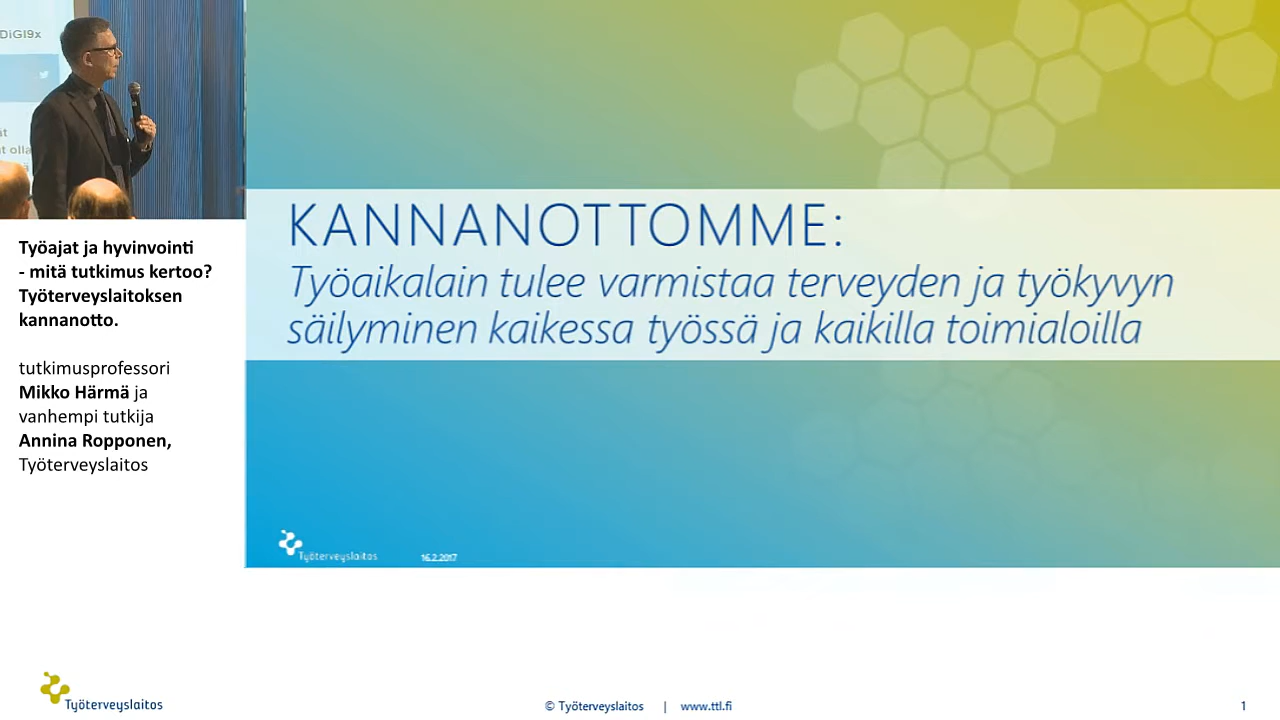 DiGI9x
Työajat ja hyvinvointi
- mitä tutkimus kertoo?
Työterveyslaitoksen
kannanotto.
tutkimusprofessori
Mikko Härmä ja
vanhempi tutkija
Annina Ropponen,
Työterveyslaitos
KANNANOTTOMME:
Työaikalain tulee varmistaa terveyden ja työkyvyn
säilyminen kaikessa työssä ja kaikilla toimialoilla
Työterveyslaitos
16.2.2017
Työterveyslaitos
© Työterveyslaitos | www.ttl.fi
1